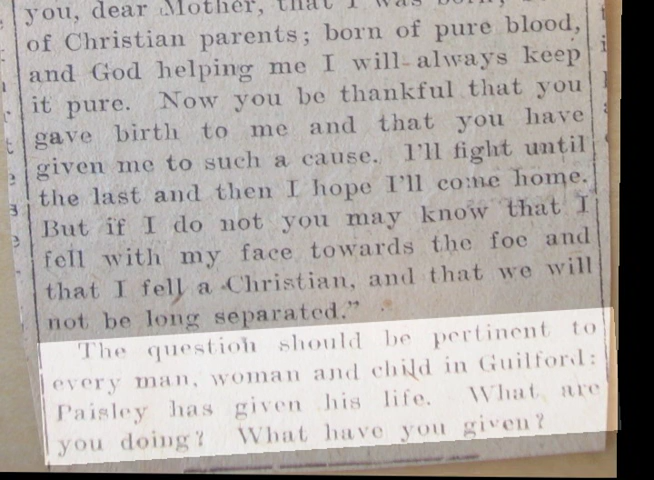 you, dear Mother, that I was born,
of Christian parents; born of pure blood,
and God helping me I will always keep
it pure. Now you be thankful that you
gave birth to me and that you have
given me to such a cause. I'll fight until
the last and then I hope I'll come home.
But if I do not you may know that I
fell with my face towards the foe and
that I fell a Christian, and that we will
not be long separated."
The question should be pertinent to
every man, woman and child in Guilford:
Paisley has given his life. What are
you doing? What have you given?